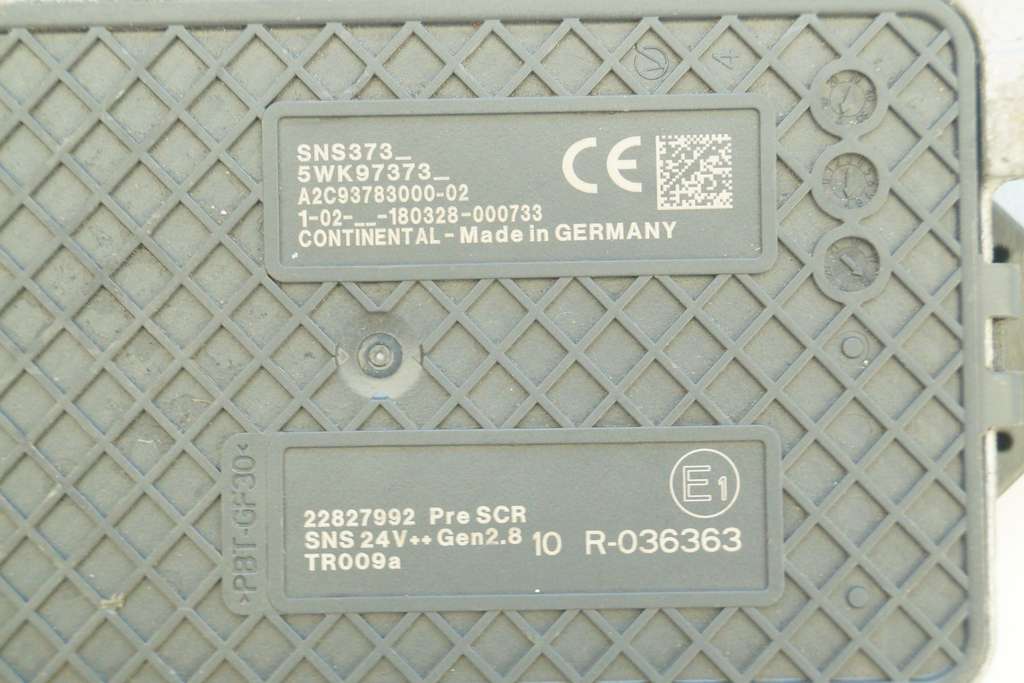 SNS373_
5WK97373_
A2C93783000-02
1-02-__-180328-000733
CONTINENTAL - Made in GERMANY
CE
>PBT-GF30<
E1
22827992 Pre SCR
SNS 24V++ Gen2.8
TR009a
10 R-036363